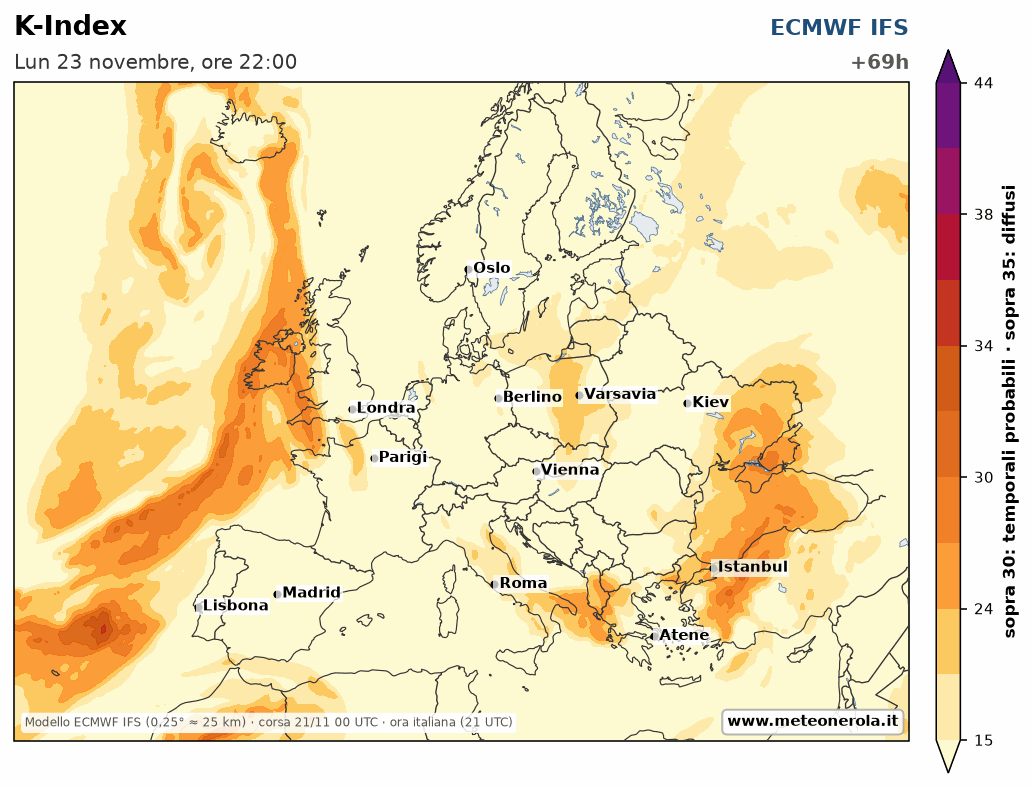 K-Index
ECMWF IFS
Lun 23 novembre, ore 22:00
+69h
44
38
34
30
24
15
sopra 30: temporali probabili · sopra 35: diffusi
Oslo
Berlino
Varsavia
Kiev
Londra
Parigi
Vienna
Istanbul
Roma
Madrid
Lisbona
Atene
Modello ECMWF IFS (0,25° ≈ 25 km) · corsa 21/11 00 UTC · ora italiana (21 UTC)
www.meteonerola.it